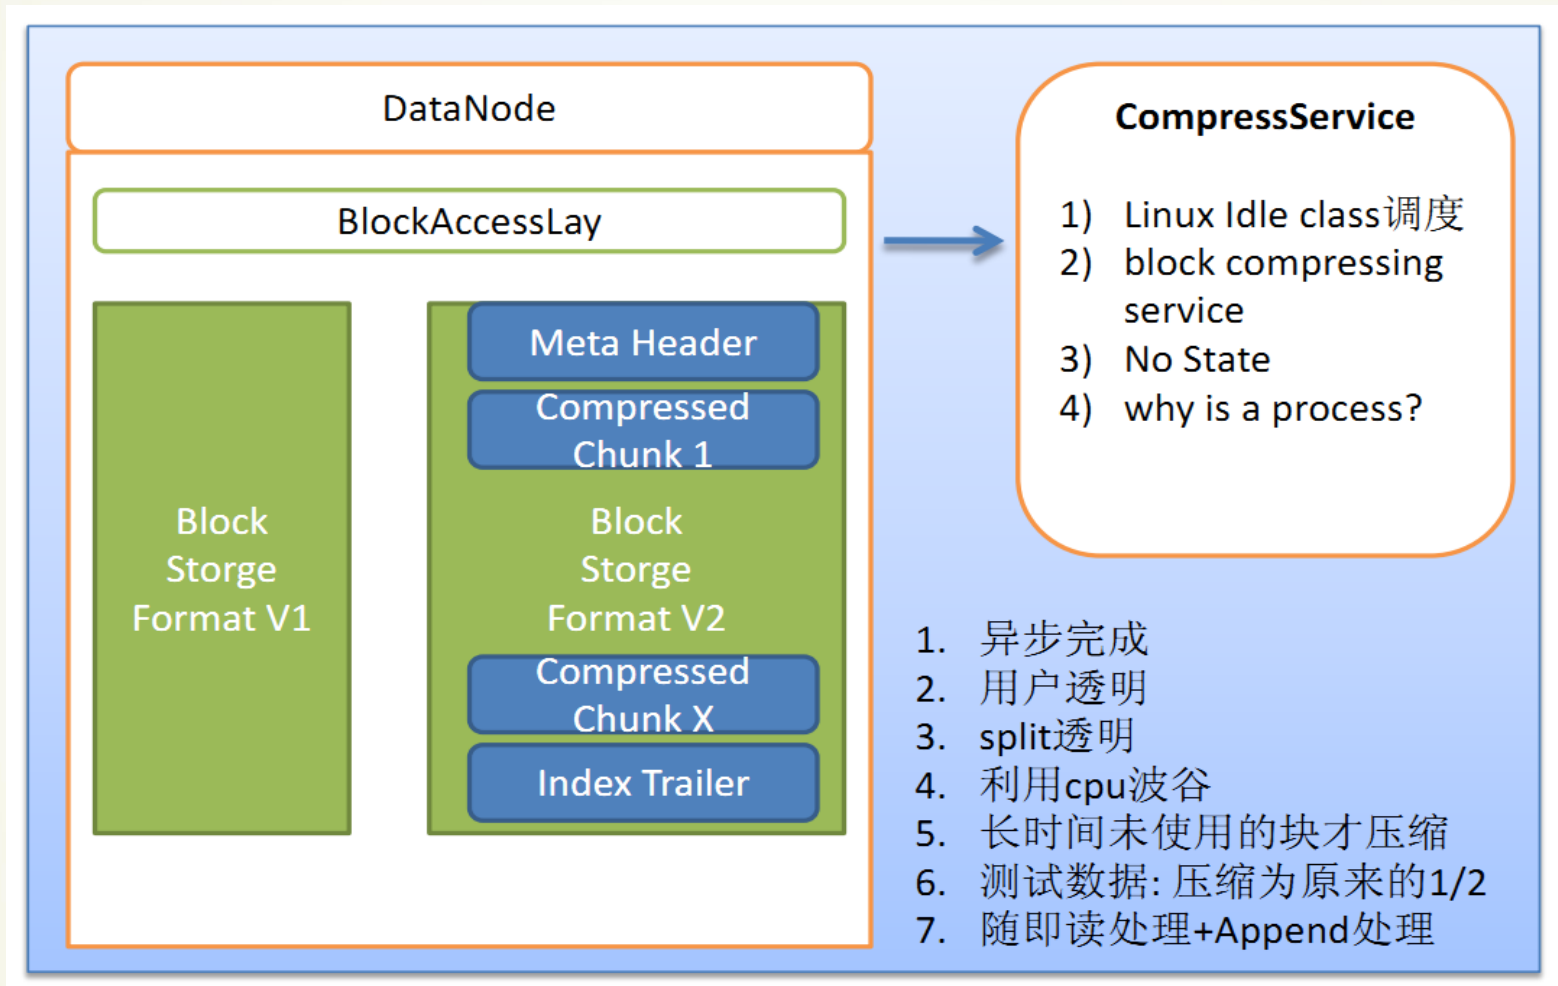 DataNode
BlockAccessLay
Block
Storge
Format V1
Meta Header
Compressed
Chunk 1
Block
Storge
Format V2
Compressed
Chunk X
Index Trailer
CompressService
1) Linux Idle class调度
2) block compressing
service
3) No State
4) why is a process?
1. 异步完成
2. 用户透明
3. split透明
4. 利用cpu波谷
5. 长时间未使用的块才压缩
6. 测试数据: 压缩为原来的1/2
7. 随即读处理+Append处理